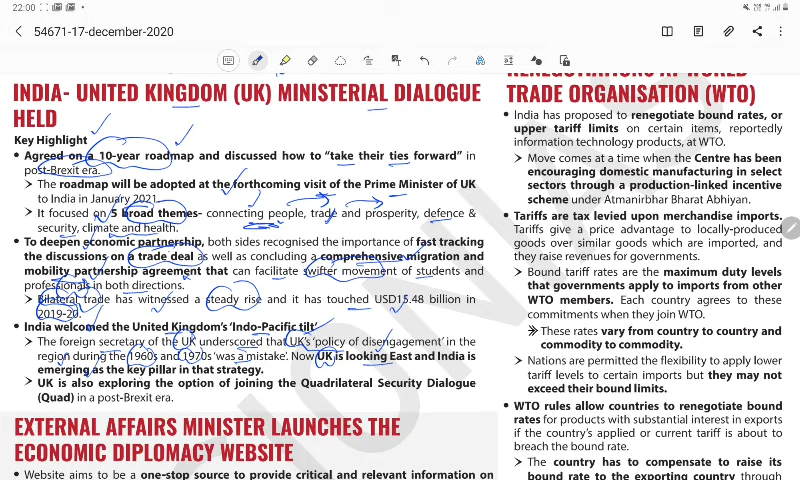 22:00
54671-17-december-2020
INDIA- UNITED KINGDOM (UK) MINISTERIAL DIALOGUE
HELD
Key Highlight
• Agreed on a 10-year roadmap and discussed how to “take their ties forward” in
post-Brexit era.
➤ The roadmap will be adopted at the forthcoming visit of the Prime Minister of UK
to India in January 2021.
➤ It focused on 5 broad themes- connecting people, trade and prosperity, defence &
security, climate and health.
• To deepen economic partnership, both sides recognised the importance of fast tracking
the discussions on a trade deal as well as concluding a comprehensive migration and
mobility partnership agreement that can facilitate swifter movement of students and
professionals in both directions.
➤ Bilateral trade has witnessed a steady rise and it has touched USD15.48 billion in
2019-20.
• India welcomed the United Kingdom’s ‘Indo-Pacific tilt’
➤ The foreign secretary of the UK underscored that UK’s ‘policy of disengagement’ in the
region during the 1960s and 1970s ‘was a mistake’. Now UK is looking East and India is
emerging as the key pillar in that strategy.
➤ UK is also exploring the option of joining the Quadrilateral Security Dialogue
(Quad) in a post-Brexit era.
EXTERNAL AFFAIRS MINISTER LAUNCHES THE
ECONOMIC DIPLOMACY WEBSITE
• Website aims to be a one-stop source to provide critical and relevant information on
RENEGOTIATIONS AT WORLD
TRADE ORGANISATION (WTO)
• India has proposed to renegotiate bound rates, or
upper tariff limits on certain items, reportedly
information technology products, at WTO.
➤ Move comes at a time when the Centre has been
encouraging domestic manufacturing in select
sectors through a production-linked incentive
scheme under Atmanirbhar Bharat Abhiyan.
• Tariffs are tax levied upon merchandise imports.
Tariffs give a price advantage to locally-produced
goods over similar goods which are imported, and
they raise revenues for governments.
➤ Bound tariff rates are the maximum duty levels
that governments apply to imports from other
WTO members. Each country agrees to these
commitments when they join WTO.
⪢ These rates vary from country to country and
commodity to commodity.
➤ Nations are permitted the flexibility to apply lower
tariff levels to certain imports but they may not
exceed their bound limits.
• WTO rules allow countries to renegotiate bound
rates for products with substantial interest in exports
if the country’s applied or current tariff is about to
breach the bound rate.
➤ The country has to compensate to raise its
bound rate to the exporting country through